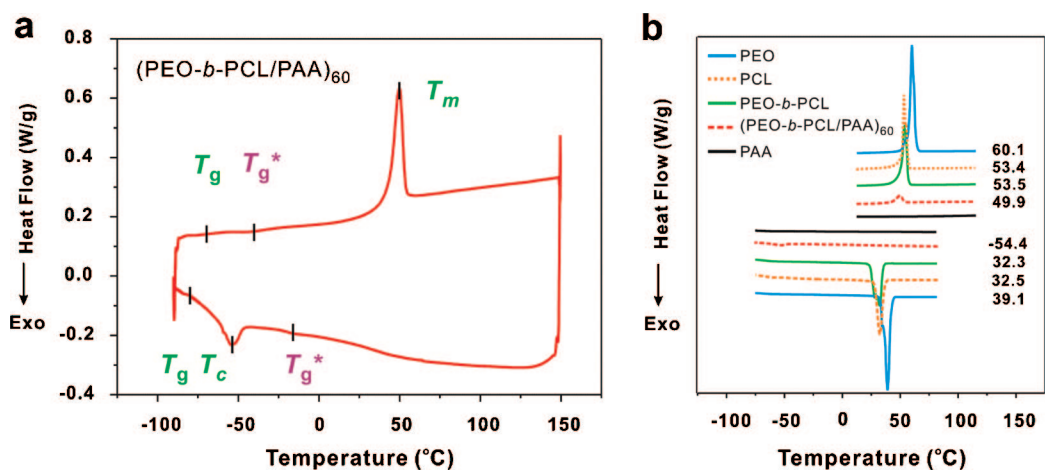 a
(PEO-b-PCL/PAA)60
0.8
0.6
0.4
0.2
0.0
-0.2
-0.4
Heat Flow (W/g)
Exo
Tg
Tg*
Tm
Tg
Tc
Tg*
-100
-50
0
50
100
150
Temperature (°C)
b
PEO
PCL
PEO-b-PCL
(PEO-b-PCL/PAA)60
PAA
Heat Flow (W/g)
Exo
60.1
53.4
53.5
49.9
-54.4
32.3
32.5
39.1
0
50
100
150
Temperature (°C)